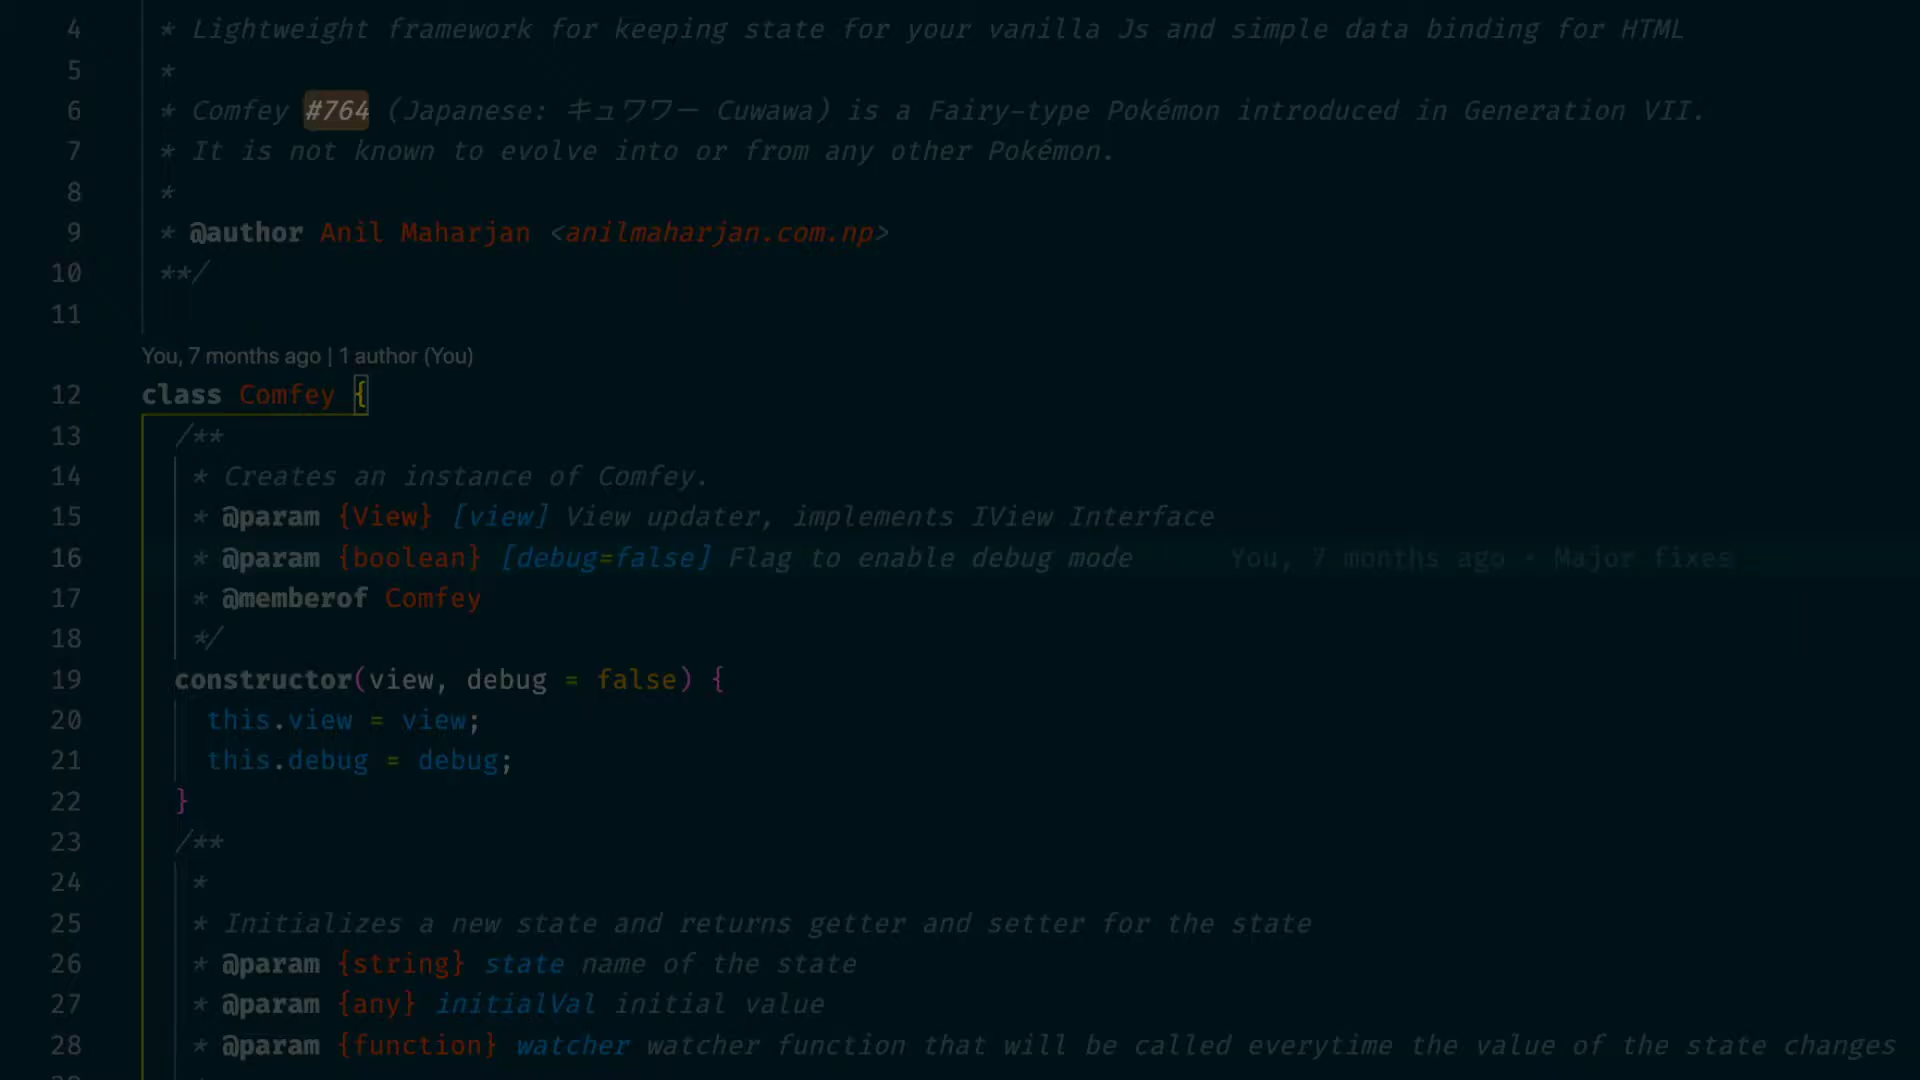 4 * Lightweight framework for keeping state for your vanilla Js and simple data binding for HTML
5 *
6 * Comfey #764 (Japanese: キュワワー Cuwawa) is a Fairy-type Pokémon introduced in Generation VII.
7 * It is not known to evolve into or from any other Pokémon.
8 *
9 * @author Anil Maharjan <anilmaharjan.com.np>
10 **/
11
You, 7 months ago | 1 author (You)
12 class Comfey {
13 /**
14 * Creates an instance of Comfey.
15 * @param {View} [view] View updater, implements IView Interface
16 * @param {boolean} [debug=false] Flag to enable debug mode You, 7 months ago • Major fixes
17 * @memberof Comfey
18 */
19 constructor(view, debug = false) {
20 this.view = view;
21 this.debug = debug;
22 }
23 /**
24 *
25 * Initializes a new state and returns getter and setter for the state
26 * @param {string} state name of the state
27 * @param {any} initialVal initial value
28 * @param {function} watcher watcher function that will be called everytime the value of the state changes